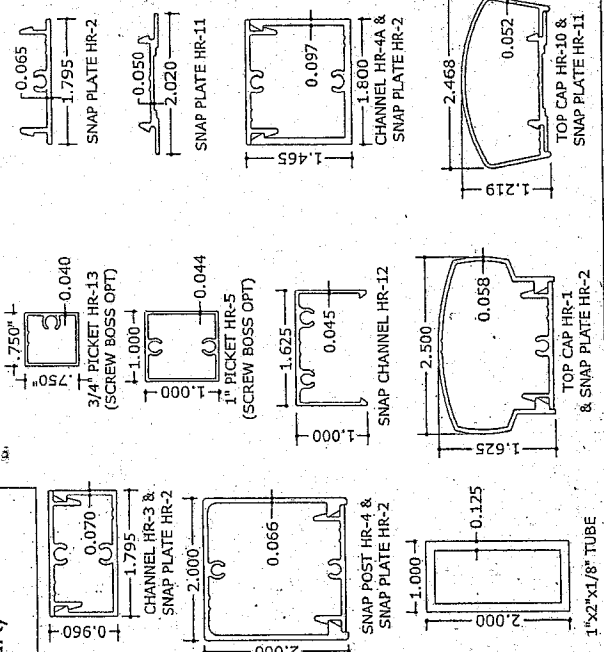 0.065
1.795
SNAP PLATE HR-2
0.050
2.020
SNAP PLATE HR-11
0.097
1.465
1.800
CHANNEL HR-4A &
SNAP PLATE HR-2
2.468
0.052
1.219
TOP CAP HR-10 &
SNAP PLATE HR-11
.750"
.750"
0.040
3/4" PICKET HR-13
(SCREW BOSS OPT)
1.000
1.000
0.044
1" PICKET HR-5
(SCREW BOSS OPT)
1.625
0.045
1.000
SNAP CHANNEL HR-12
2.500
0.058
1.625
TOP CAP HR-1
& SNAP PLATE HR-2
0.070
0.960
1.795
CHANNEL HR-3 &
SNAP PLATE HR-2
2.000
0.066
2.000
SNAP POST HR-4 &
SNAP PLATE HR-2
1.000
0.125
2.000
1"x2"x1/8" TUBE